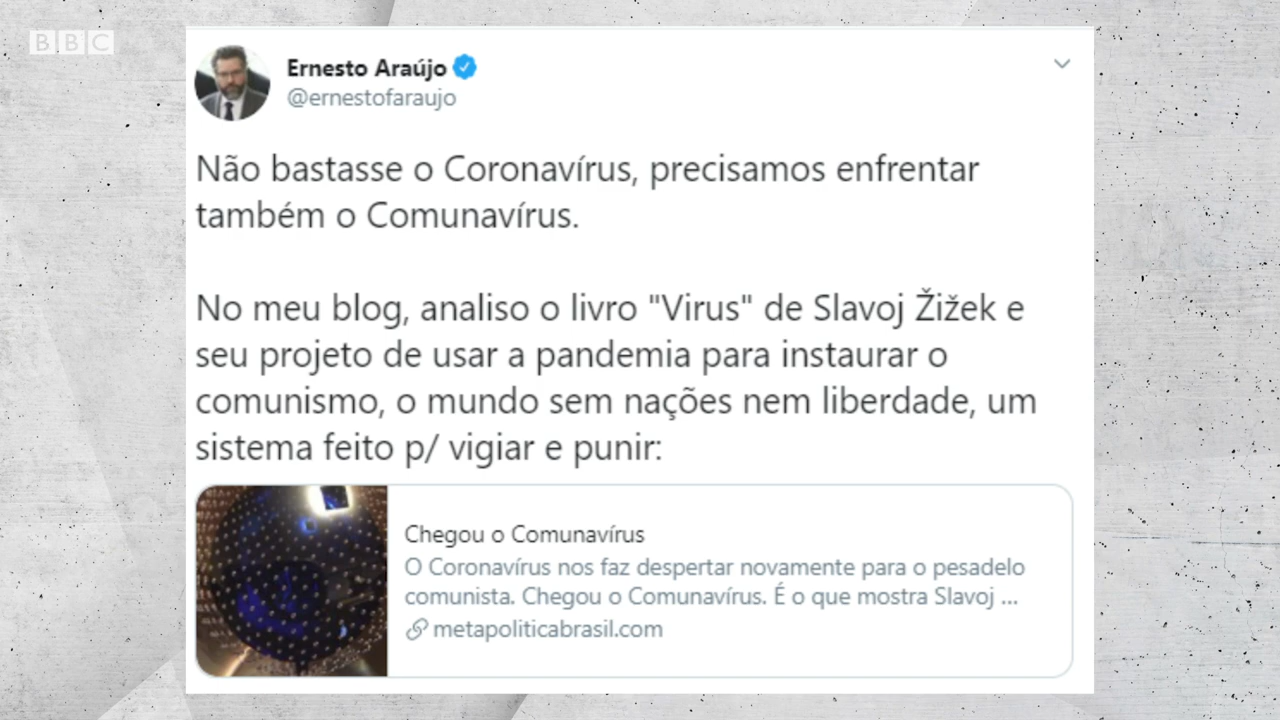 BBC
Ernesto Araújo
@ernestofaraujo
Não bastasse o Coronavírus, precisamos enfrentar
também o Comunavírus.
No meu blog, analiso o livro "Virus" de Slavoj Žižek e
seu projeto de usar a pandemia para instaurar o
comunismo, o mundo sem nações nem liberdade, um
sistema feito p/ vigiar e punir:
Chegou o Comunavírus
O Coronavírus nos faz despertar novamente para o pesadelo
comunista. Chegou o Comunavírus. É o que mostra Slavoj ...
metapoliticabrasil.com